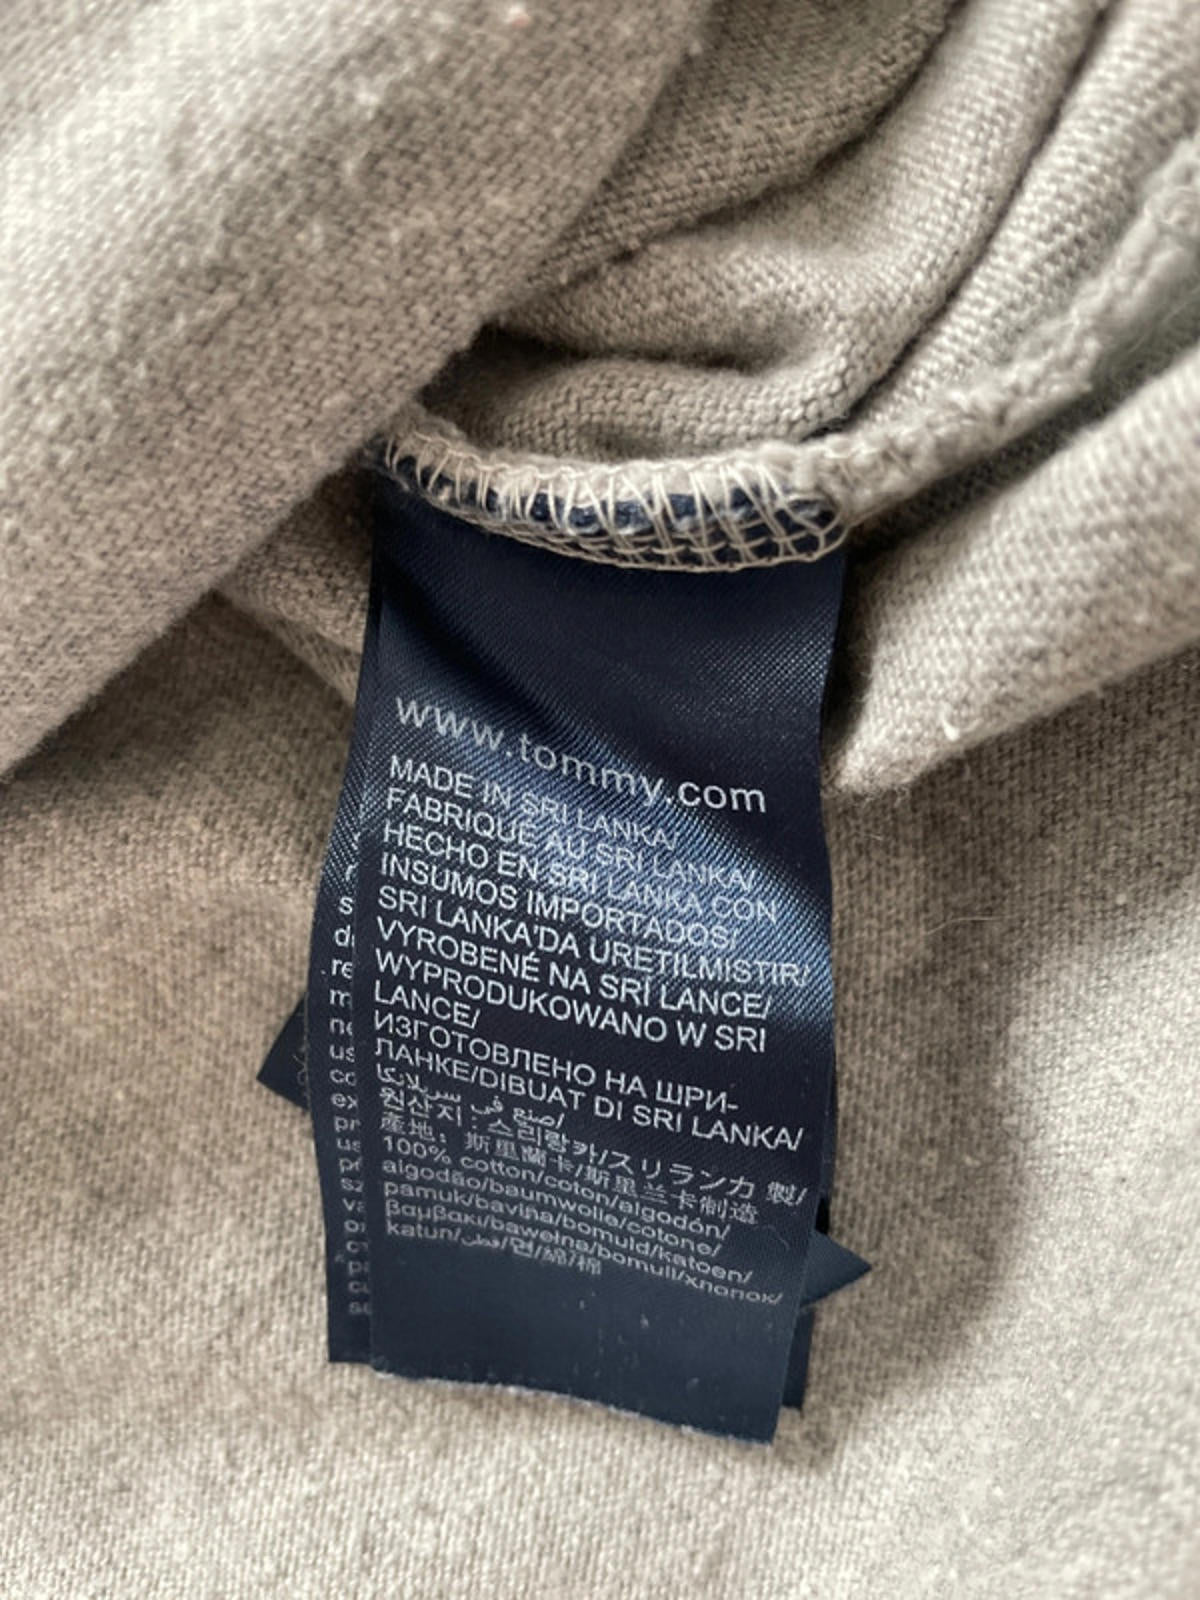 www.tommy.com
MADE IN SRI LANKA/
FABRIQUÉ AU SRI LANKA/
HECHO EN SRI LANKA CON
INSUMOS IMPORTADOS/
SRI LANKA'DA URETILMISTIR/
VYROBENÉ NA SRÍ LANCE/
WYPRODUKOWANO W SRI
LANCE/
ИЗГОТОВЛЕНО НА ШРИ-
ЛАНКЕ/DIBUAT DI SRI LANKA/
صنع في سريلانكا/
원산지 : 스리랑카/スリランカ 製/
產地：斯里蘭卡/斯里兰卡制造
100% cotton/coton/algodón/
algodão/baumwolle/cotone/
pamuk/bavlna/bomuld/katoen/
βαμβακι/bawełna/bomull/хлопок/
katun/قطن/면/綿/棉